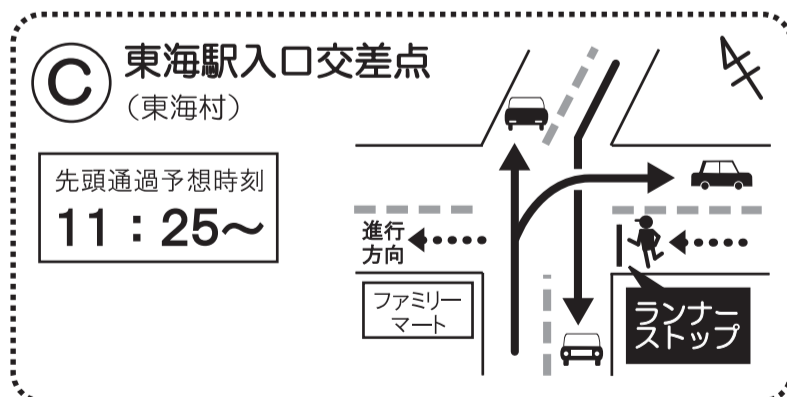 C
東海駅入口交差点
（東海村）
先頭通過予想時刻
11：25～
進行
方向
ファミリー
マート
ランナー
ストップ